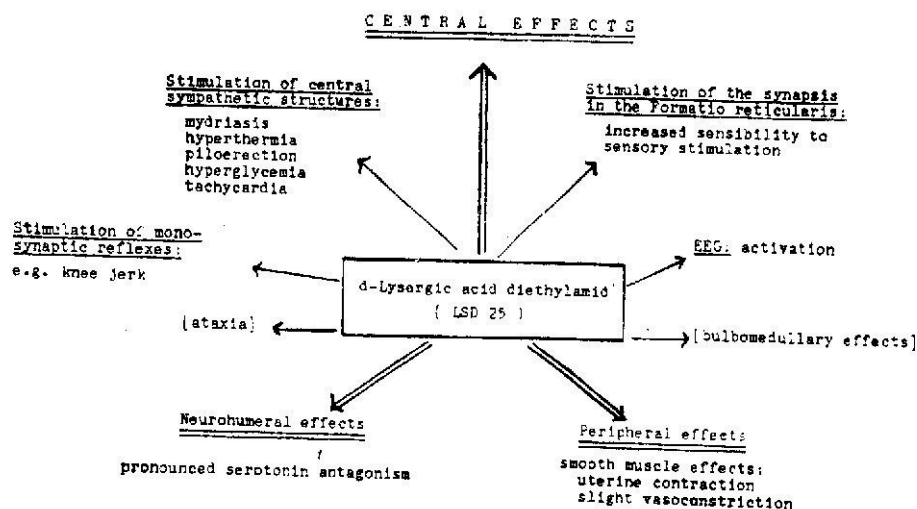 CENTRAL EFFECTS
Stimulation of central
sympathetic structures:
mydriasis
hyperthermia
piloerection
hyperglycemia
tachycardia
Stimulation of the synapsis
in the Formatio reticularis:
increased sensibility to
sensory stimulation
Stimulation of mono-
synaptic reflexes:
e.g. knee jerk
EEG: activation
d-Lysergic acid diethylamid
( LSD 25 )
[ataxia]
[bulbomedullary effects]
Neurohumeral effects
pronounced serotonin antagonism
Peripheral effects
smooth muscle effects:
uterine contraction
slight vasoconstriction